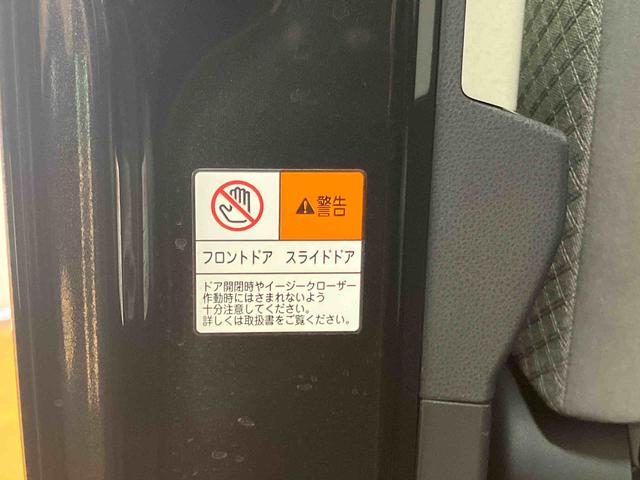 警告
フロントドア スライドドア
ドア開閉時やイージークローザー
作動時にはさまれないよう
十分注意してください。
詳しくは取扱書をご覧ください。